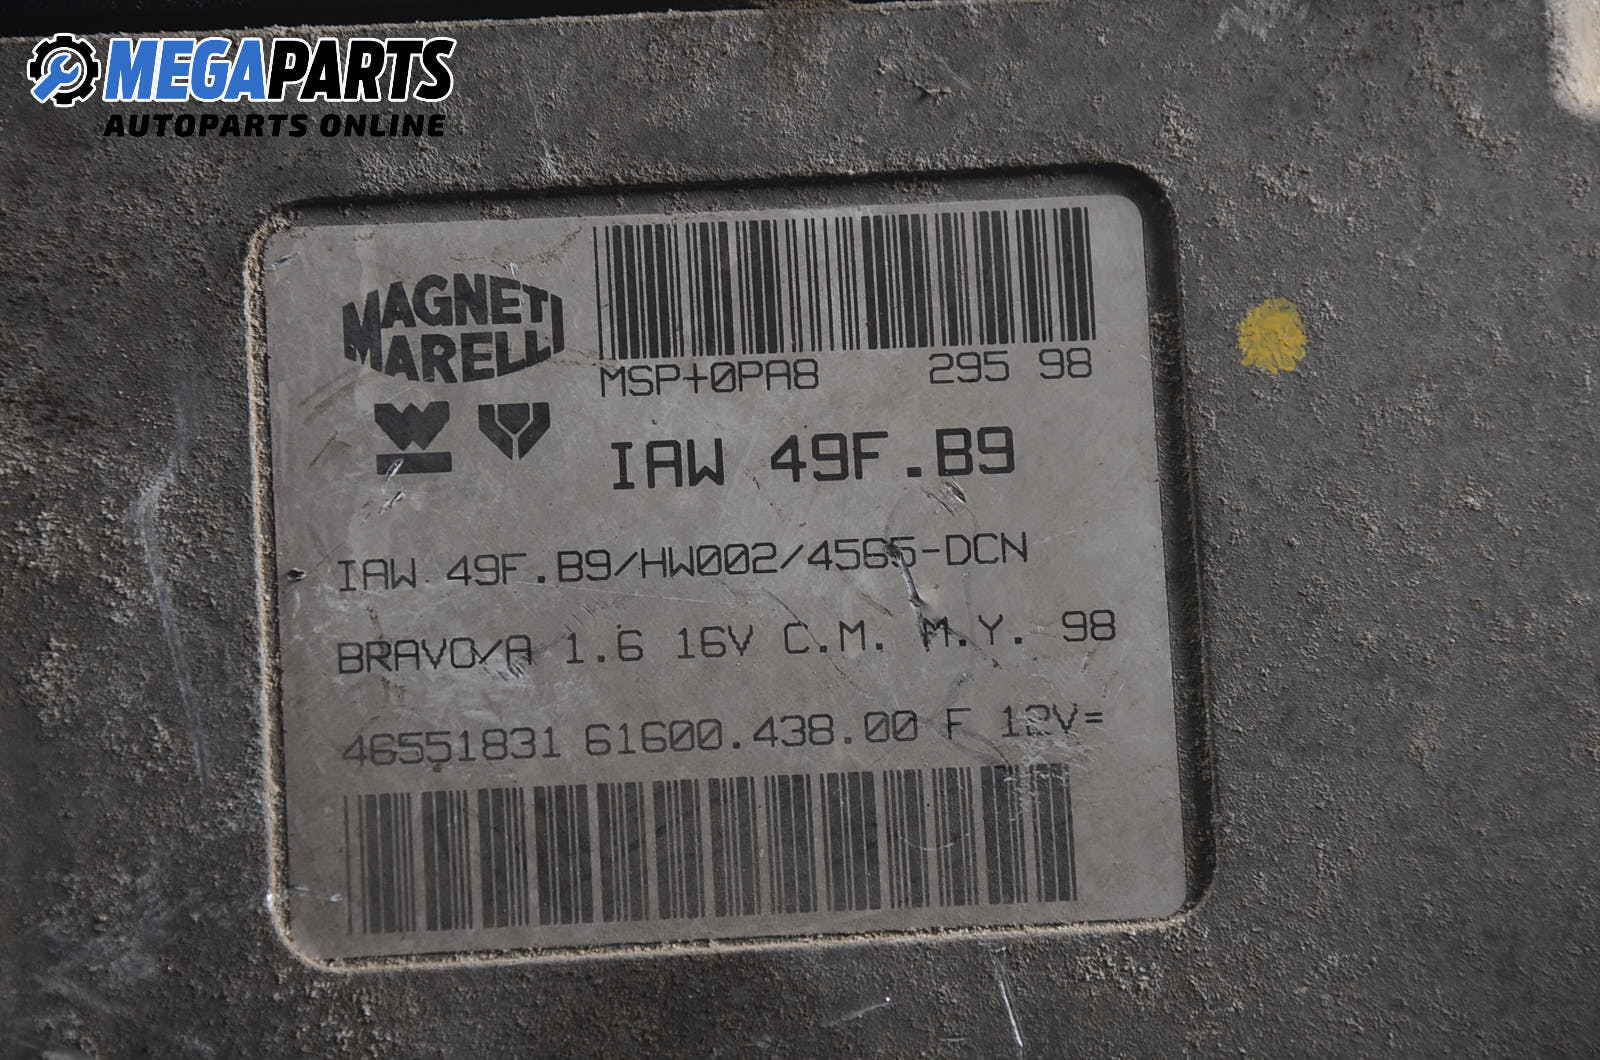 MEGAPARTS
AUTOPARTS ONLINE
MAGNETI
MARELLI
MSP+0PA8 295 98
IAW 49F.B9
IAW 49F.B9/HW002/4565-DCN
BRAVO/A 1.6 16V C.M. M.Y. 98
46551831 61600.438.00 F 12V=